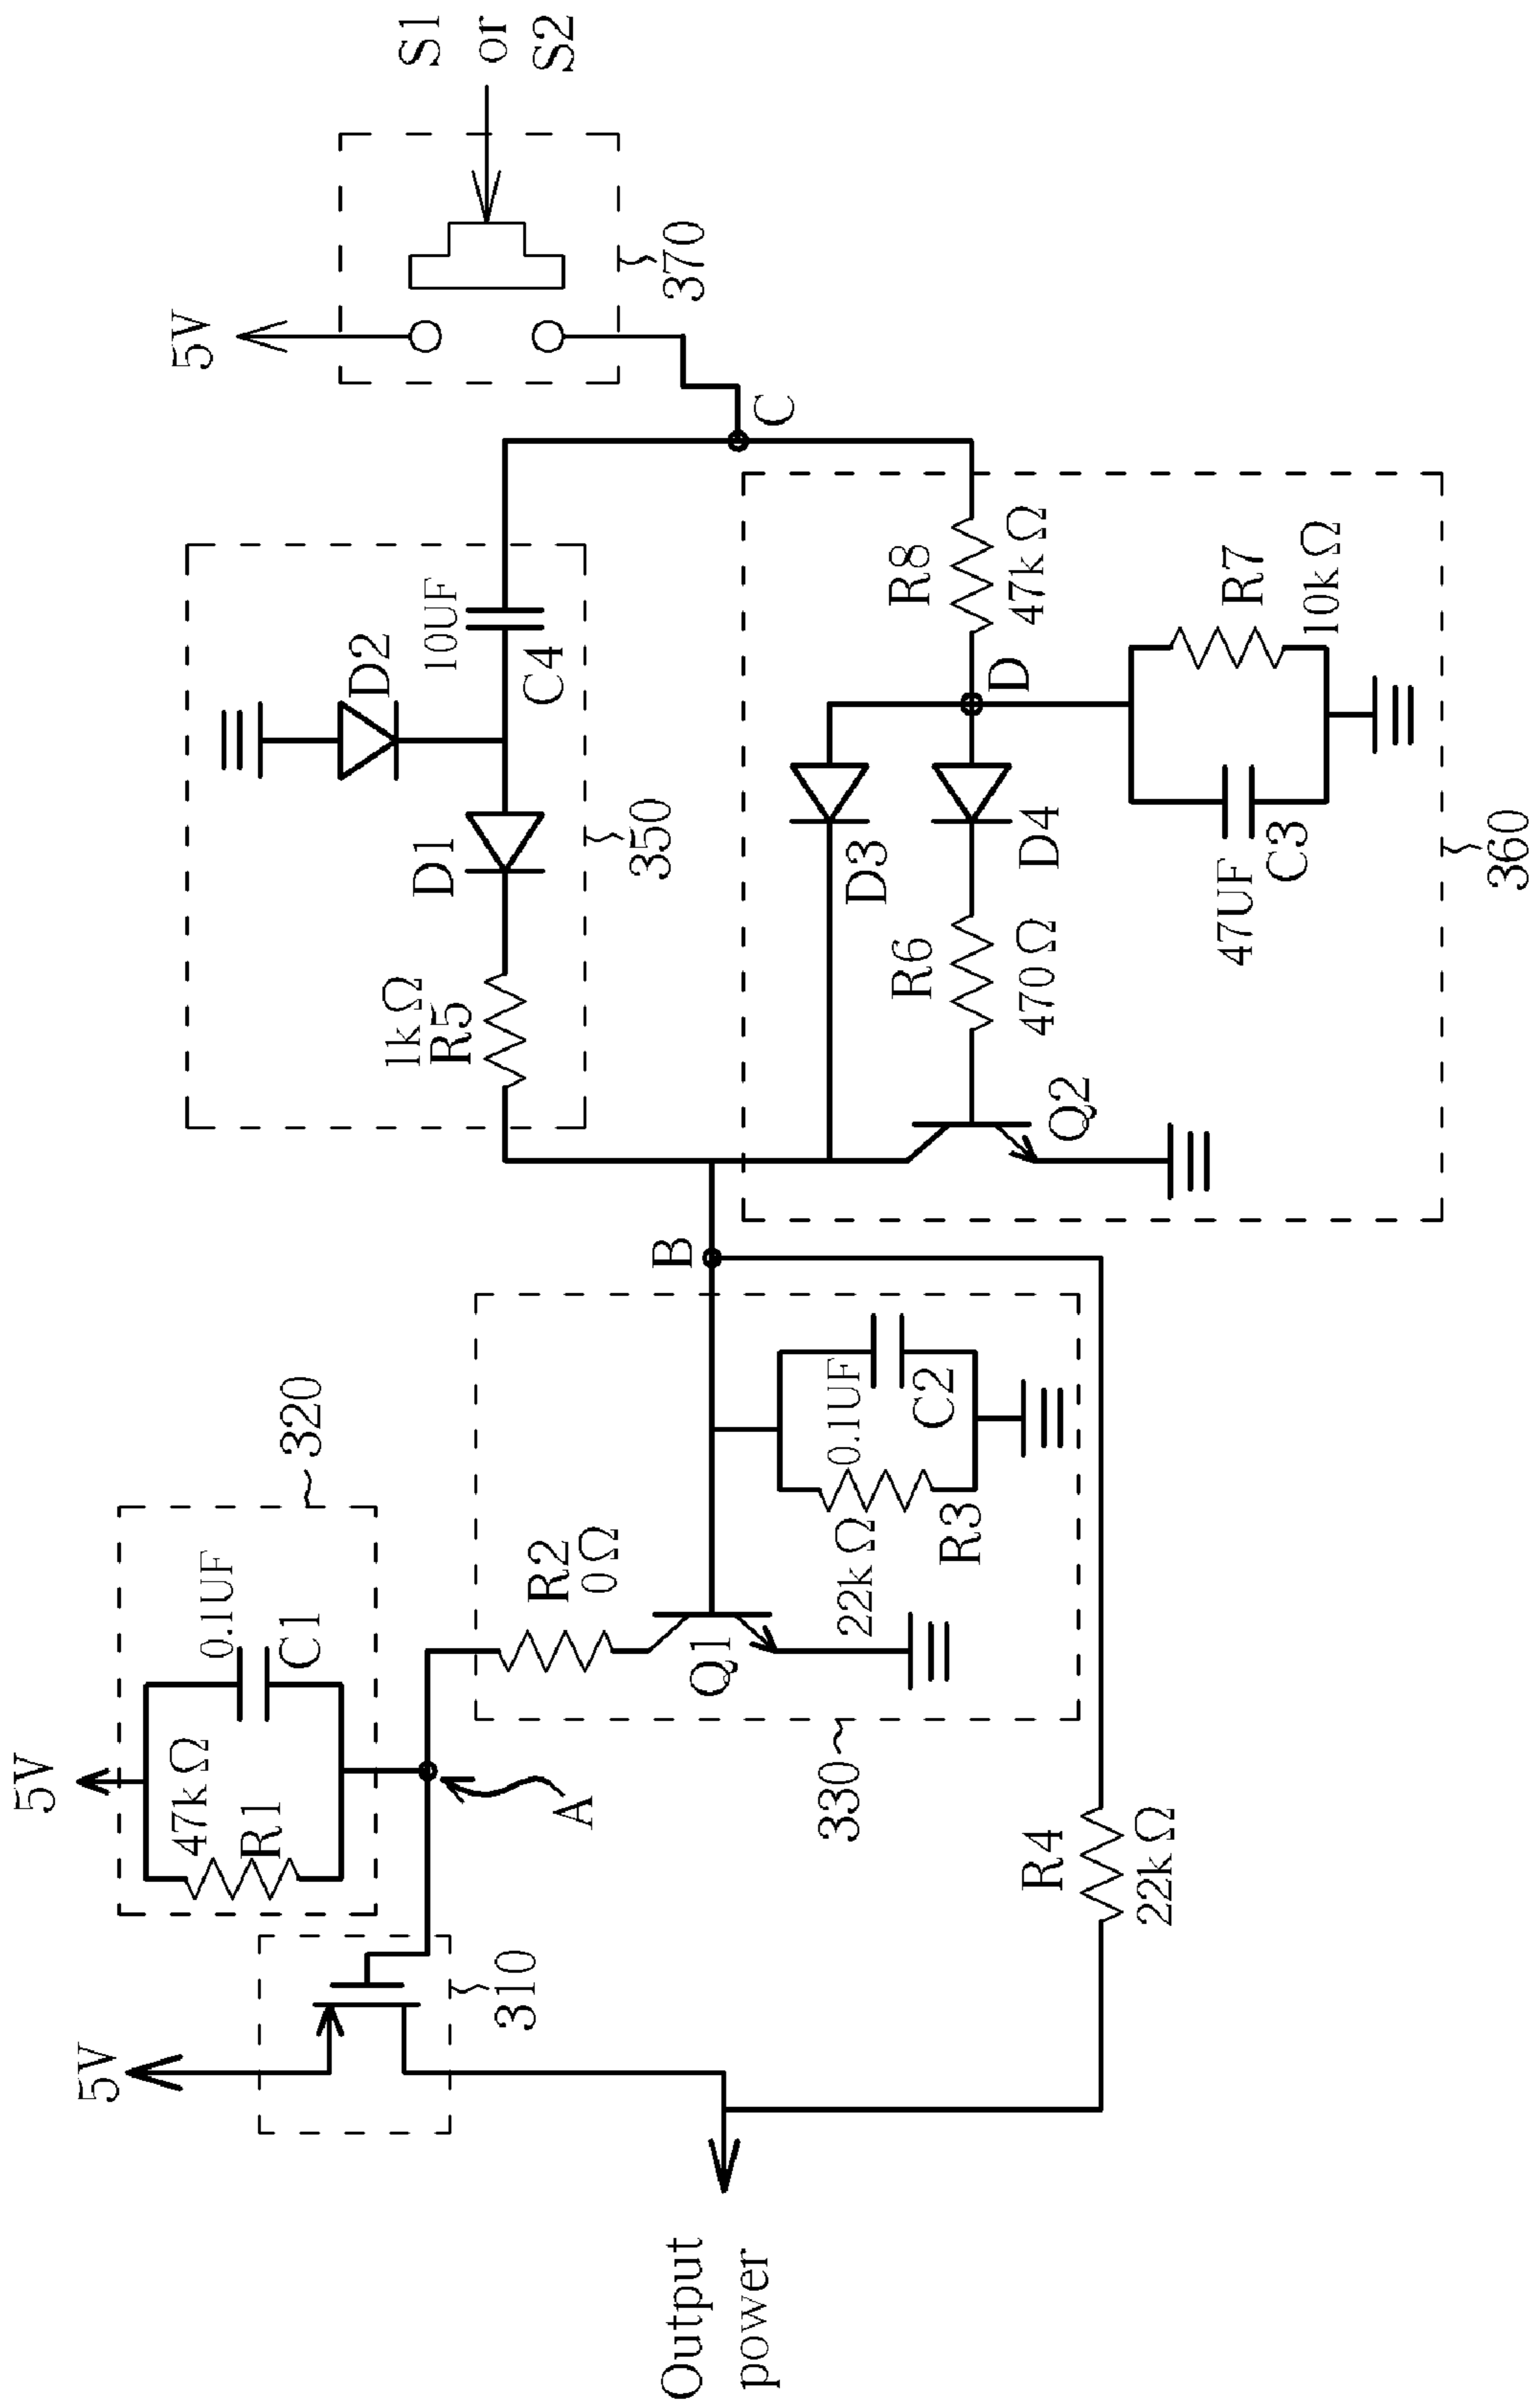 5V
310
5V
47kΩ
R1
0.1UF
C1
320
A
R2
0Ω
Q1
330
22kΩ
R3
0.1UF
C2
B
R4
22kΩ
Output
power
1kΩ
R5
D1
D2
10UF
C4
350
D3
D4
R6
470Ω
Q2
D
R8
47kΩ
47UF
C3
R7
10kΩ
360
C
5V
370
S1
or
S2